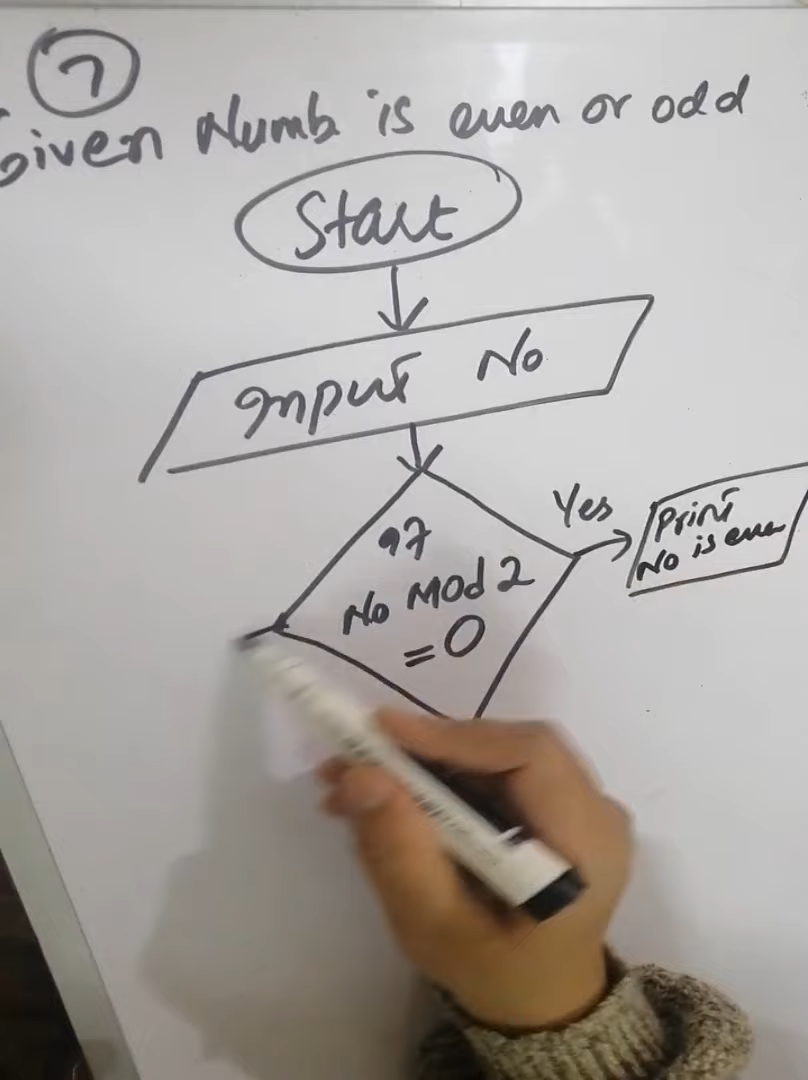 7
Given Numb is even or odd
Start
Input No
If
No Mod 2
= 0
Yes
Print
No is even